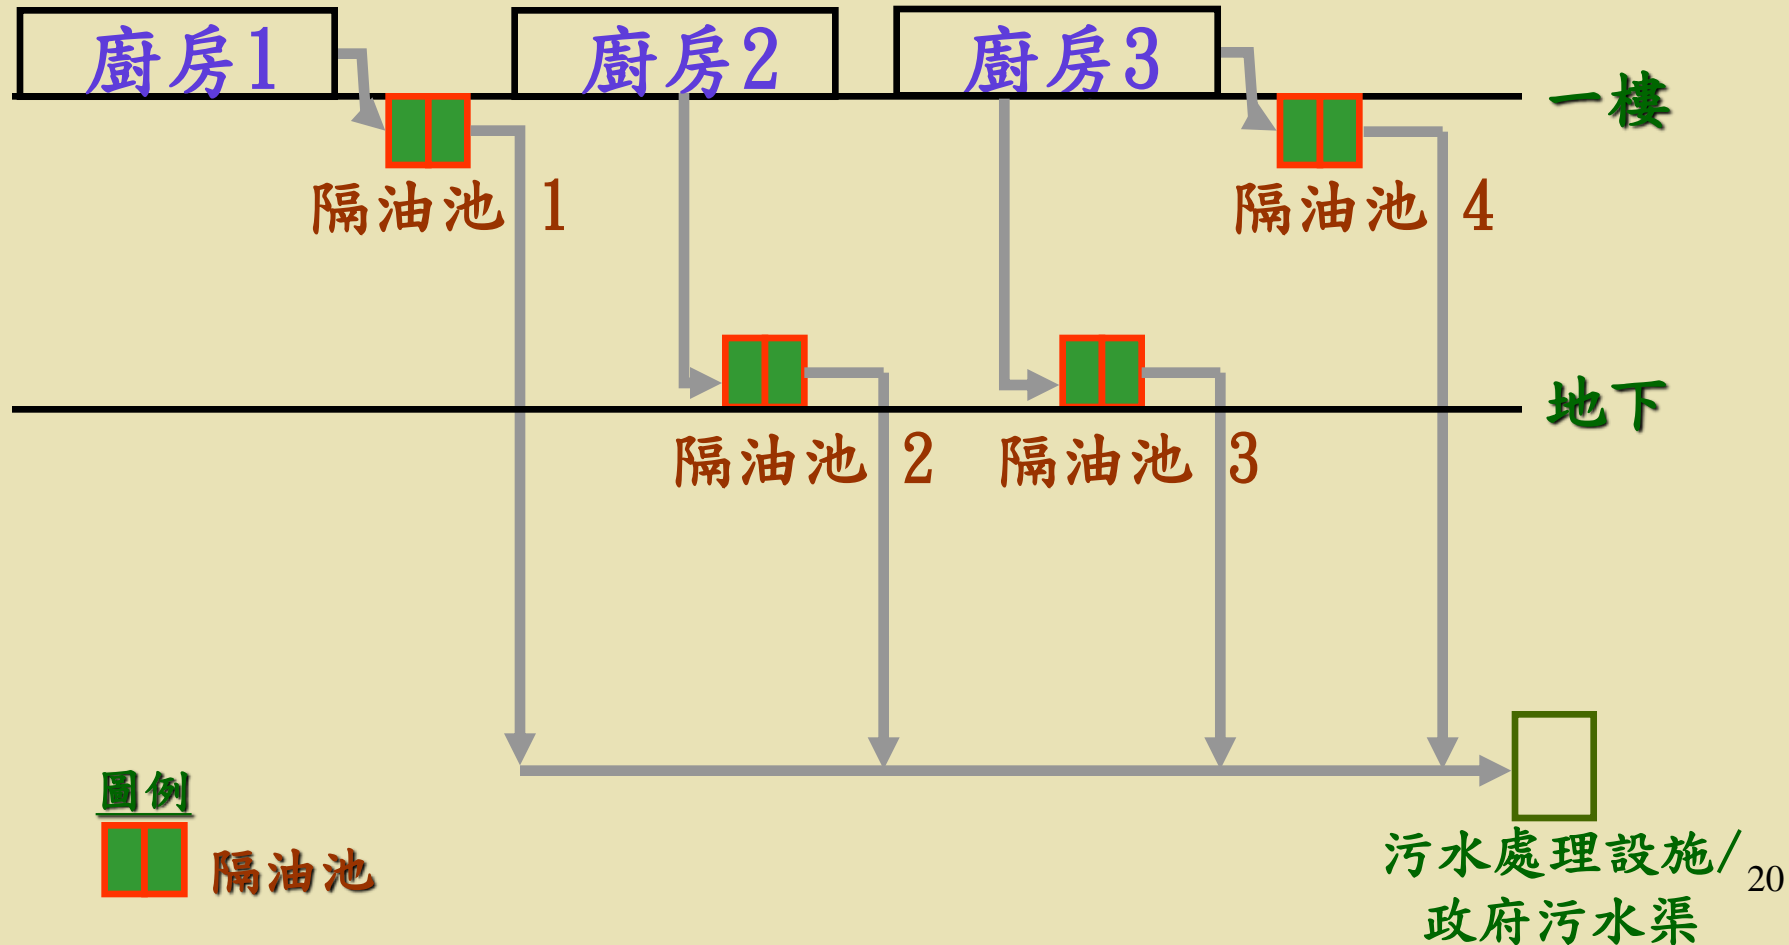 廚房1
廚房2
廚房3
一樓
隔油池 1
隔油池 4
地下
隔油池 2
隔油池 3
圖例
隔油池
污水處理設施/
政府污水渠
20